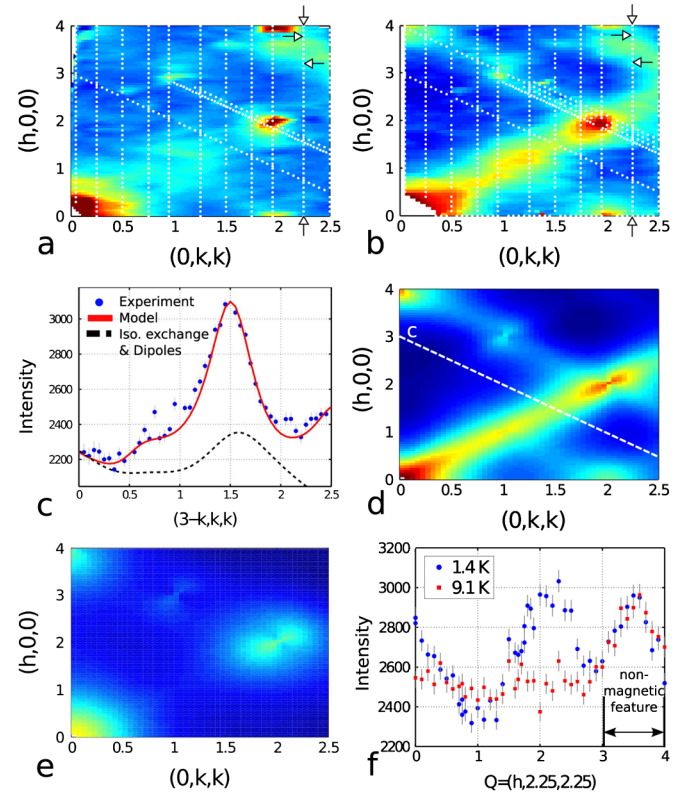 4
3
2
1
0
(h,0,0)
0 0.5 1 1.5 2 2.5
(0,k,k)
a
4
3
2
1
0
(h,0,0)
0 0.5 1 1.5 2 2.5
(0,k,k)
b
3000
2800
2600
2400
2200
Intensity
Experiment
Model
Iso. exchange
& Dipoles
0 0.5 1 1.5 2 2.5
(3−k,k,k)
c
4
3
2
1
0
(h,0,0)
c
0 0.5 1 1.5 2 2.5
(0,k,k)
d
4
3
2
1
0
(h,0,0)
0 0.5 1 1.5 2 2.5
(0,k,k)
e
3200
3000
2800
2600
2400
2200
Intensity
1.4 K
9.1 K
non-
magnetic
feature
0 1 2 3 4
Q=(h,2.25,2.25)
f